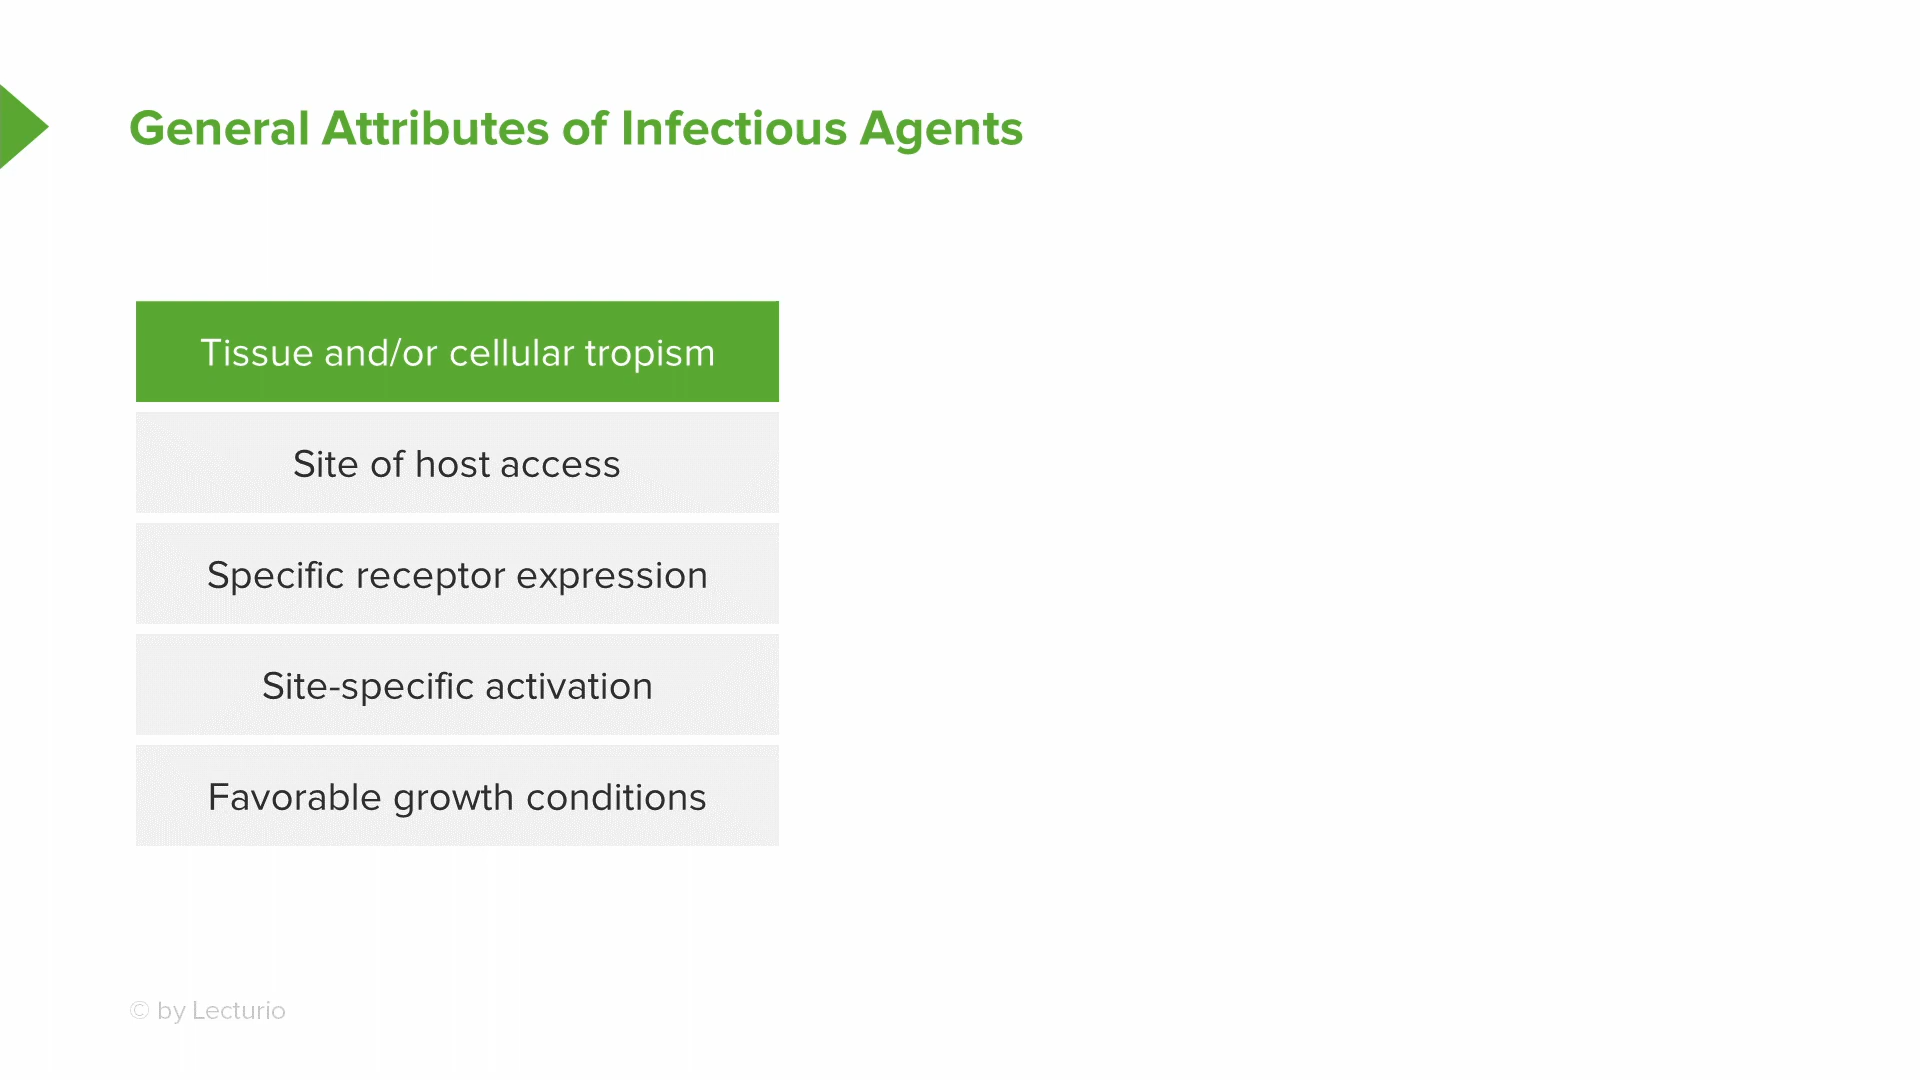 General Attributes of Infectious Agents
Tissue and/or cellular tropism
Site of host access
Specific receptor expression
Site-specific activation
Favorable growth conditions
© by Lecturio